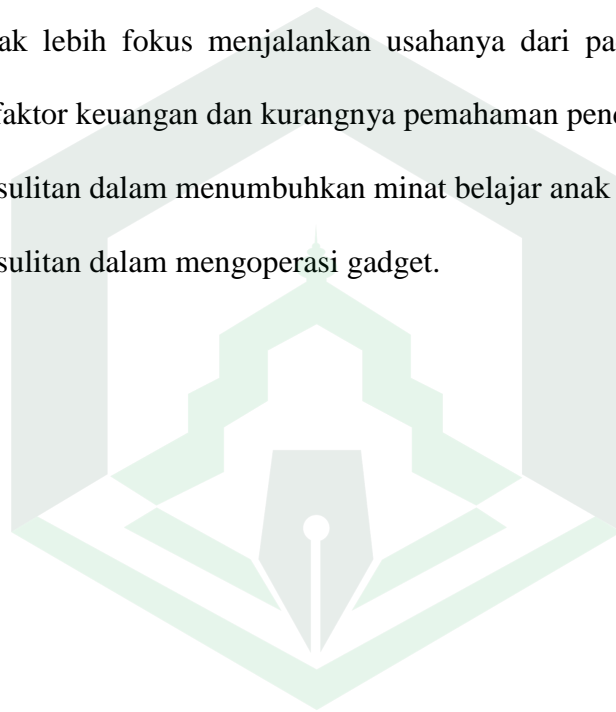 ak lebih fokus menjalankan usahanya dari pa
faktor keuangan dan kurangnya pemahaman pend
sulitan dalam menumbuhkan minat belajar anak
sulitan dalam mengoperasi gadget.